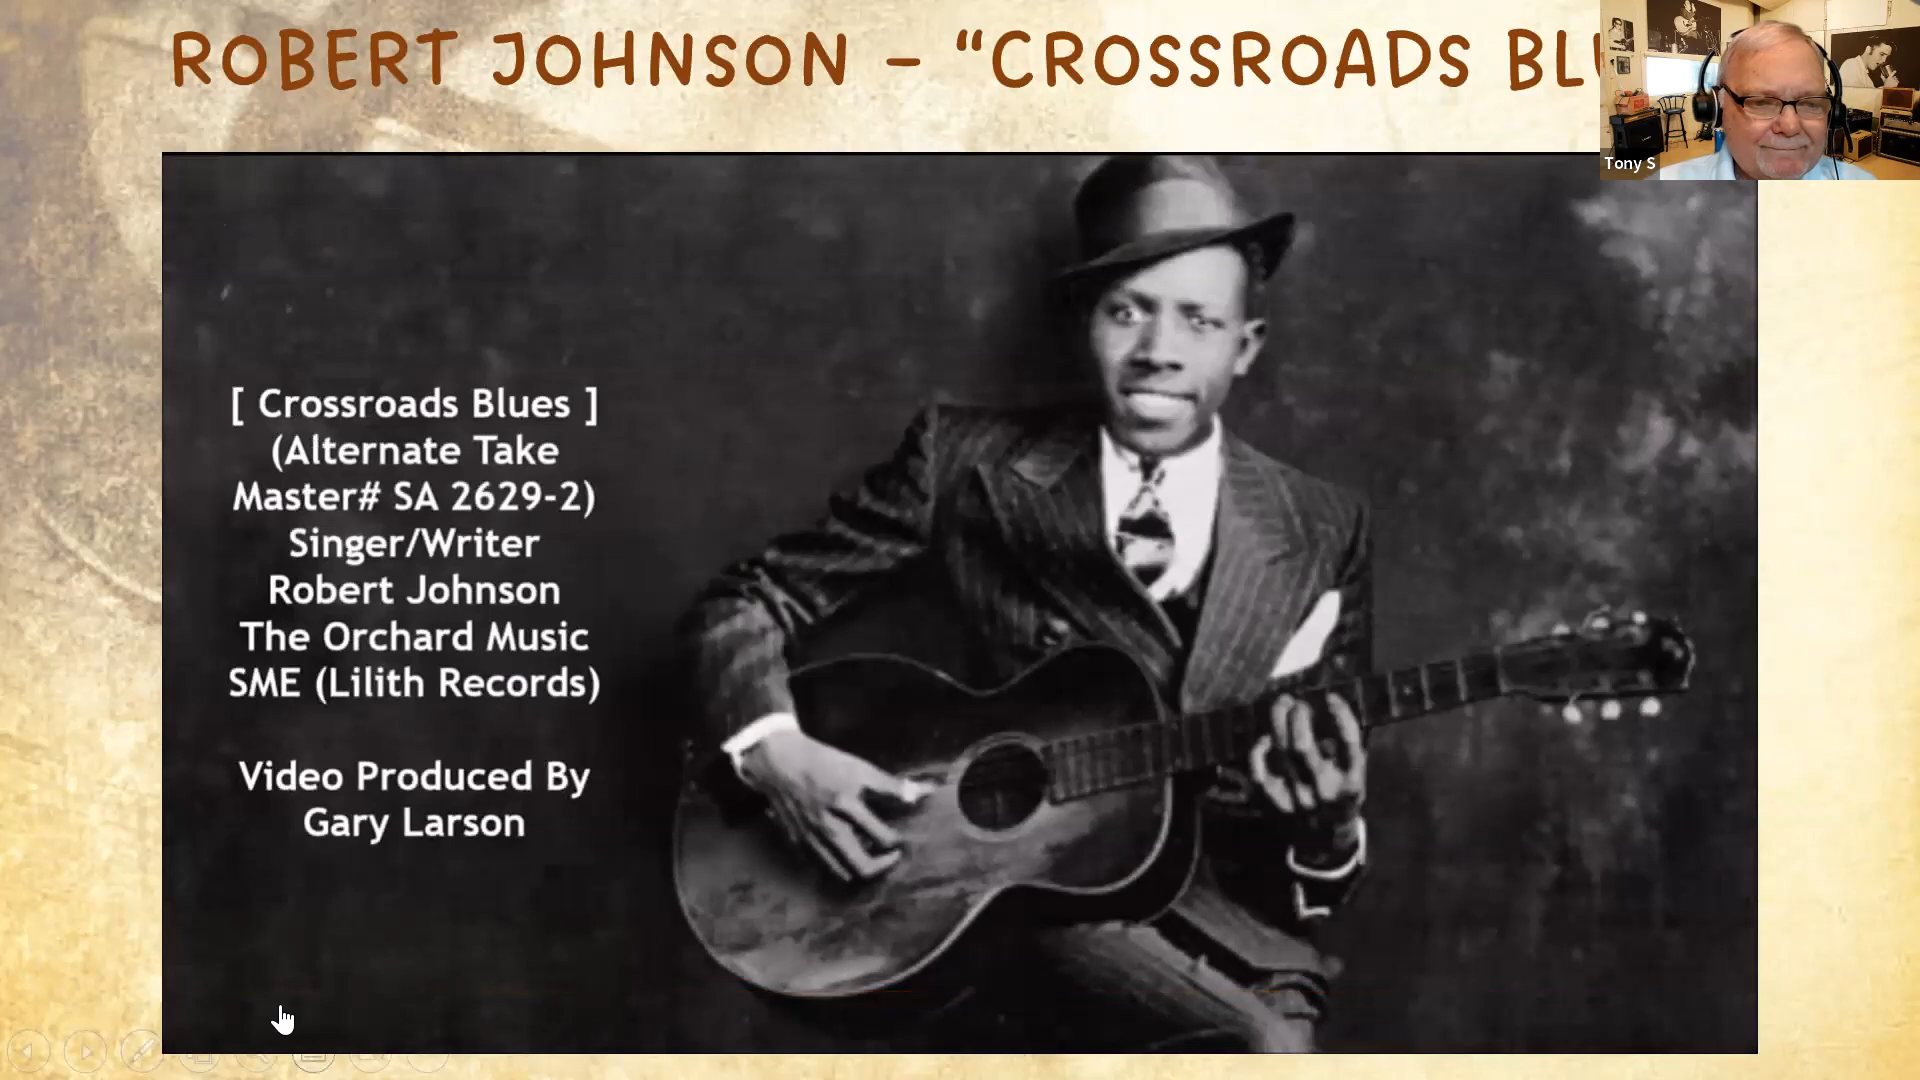 ROBERT JOHNSON – “CROSSROADS
Tony S
[ Crossroads Blues ]
(Alternate Take
Master# SA 2629-2)
Singer/Writer
Robert Johnson
The Orchard Music
SME (Lilith Records)
Video Produced By
Gary Larson